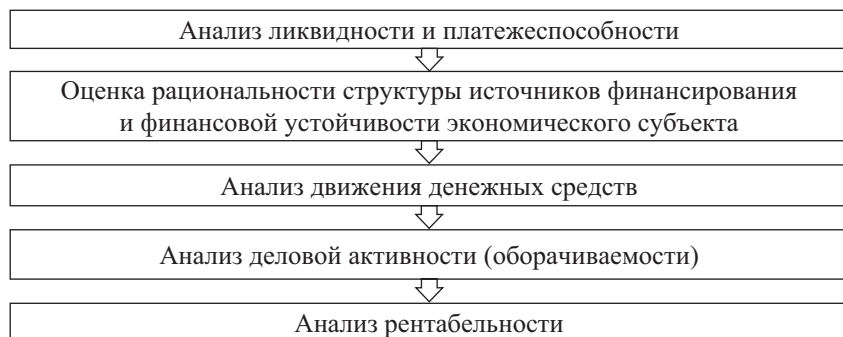 Анализ ликвидности и платежеспособности
Оценка рациональности структуры источников финансирования
и финансовой устойчивости экономического субъекта
Анализ движения денежных средств
Анализ деловой активности (оборачиваемости)
Анализ рентабельности